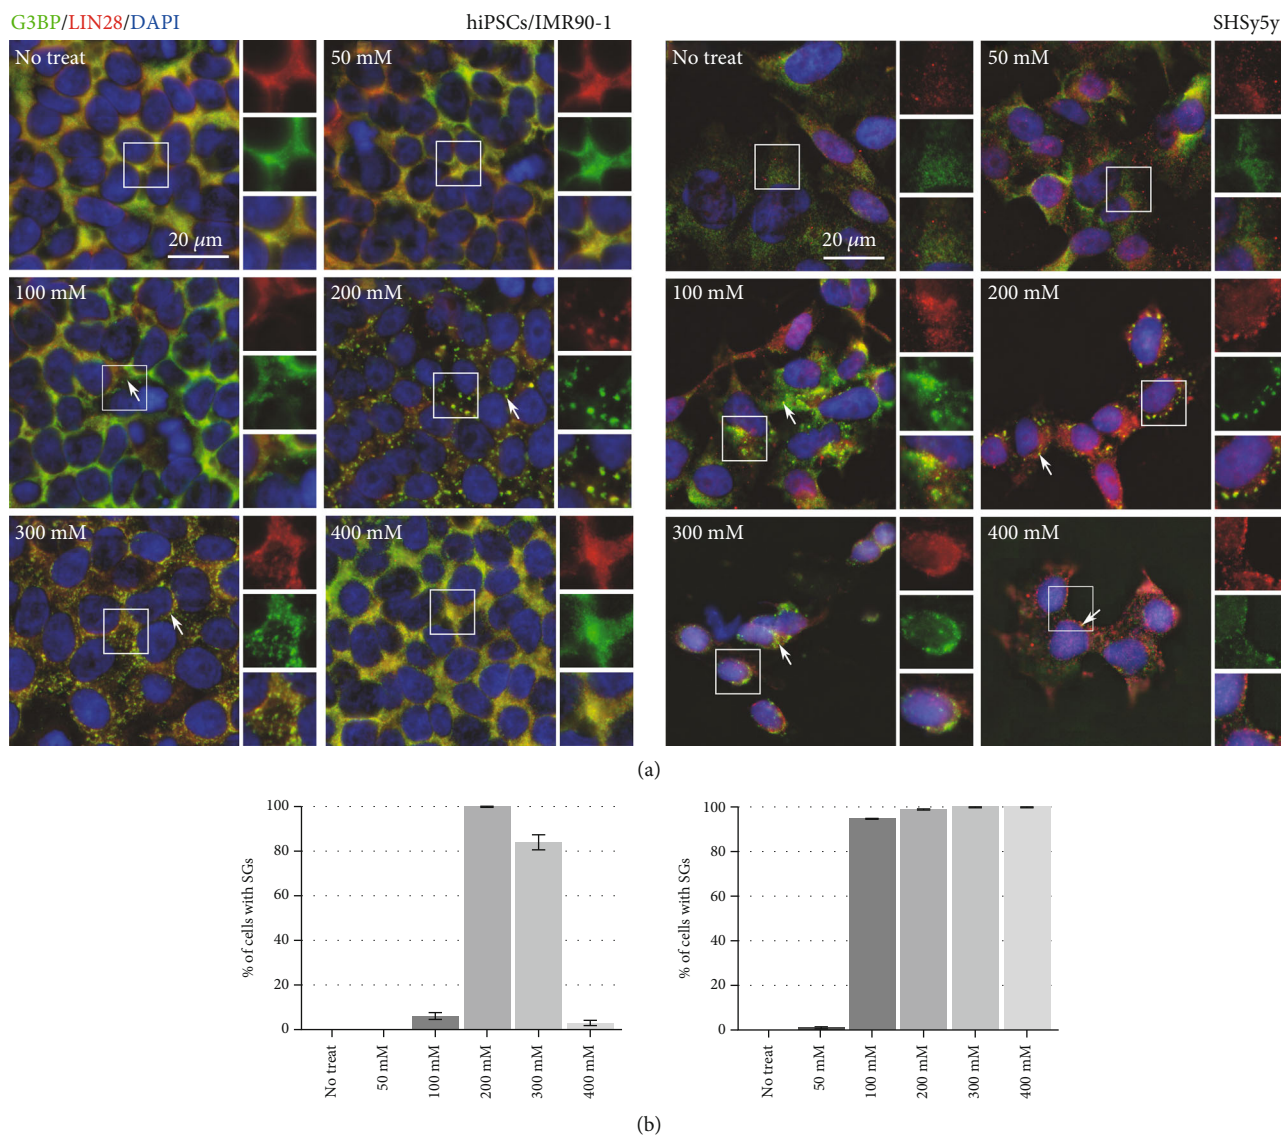 G3BP/LIN28/DAPI hiPSCs/IMR90-1 SHSy5y
No treat 50 mM No treat 50 mM
20 μm 20 μm
100 mM 200 mM 100 mM 200 mM
300 mM 400 mM 300 mM 400 mM
(a)
% of cells with SGs
100
80
60
40
20
0
No treat
50 mM
100 mM
200 mM
300 mM
400 mM
% of cells with SGs
100
80
60
40
20
0
No treat
50 mM
100 mM
200 mM
300 mM
400 mM
(b)